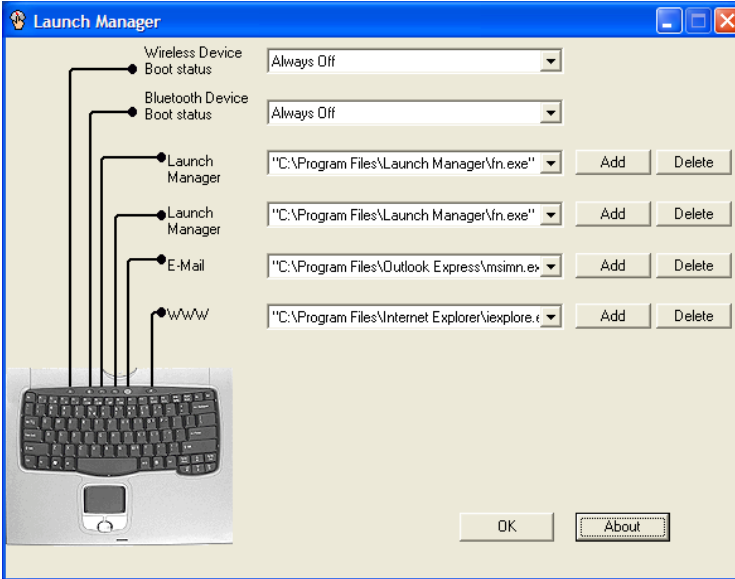 Launch Manager
Wireless Device
Boot status
Always Off
Bluetooth Device
Boot status
Always Off
Launch
Manager
"C:\Program Files\Launch Manager\fn.exe"
Add
Delete
Launch
Manager
"C:\Program Files\Launch Manager\fn.exe"
Add
Delete
E-Mail
"C:\Program Files\Outlook Express\msimn.ex
Add
Delete
WWW
"C:\Program Files\Internet Explorer\iexplore.e
Add
Delete
OK
About